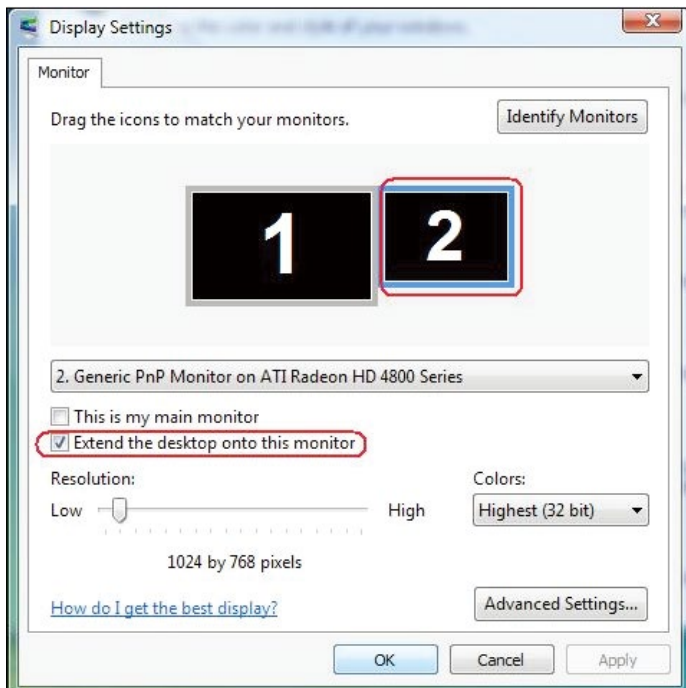 Display Settings
Monitor
Drag the icons to match your monitors.
Identify Monitors
1
2
2. Generic PnP Monitor on ATI Radeon HD 4800 Series
This is my main monitor
Extend the desktop onto this monitor
Resolution:
Colors:
Low
High
Highest (32 bit)
1024 by 768 pixels
How do I get the best display?
Advanced Settings...
OK
Cancel
Apply